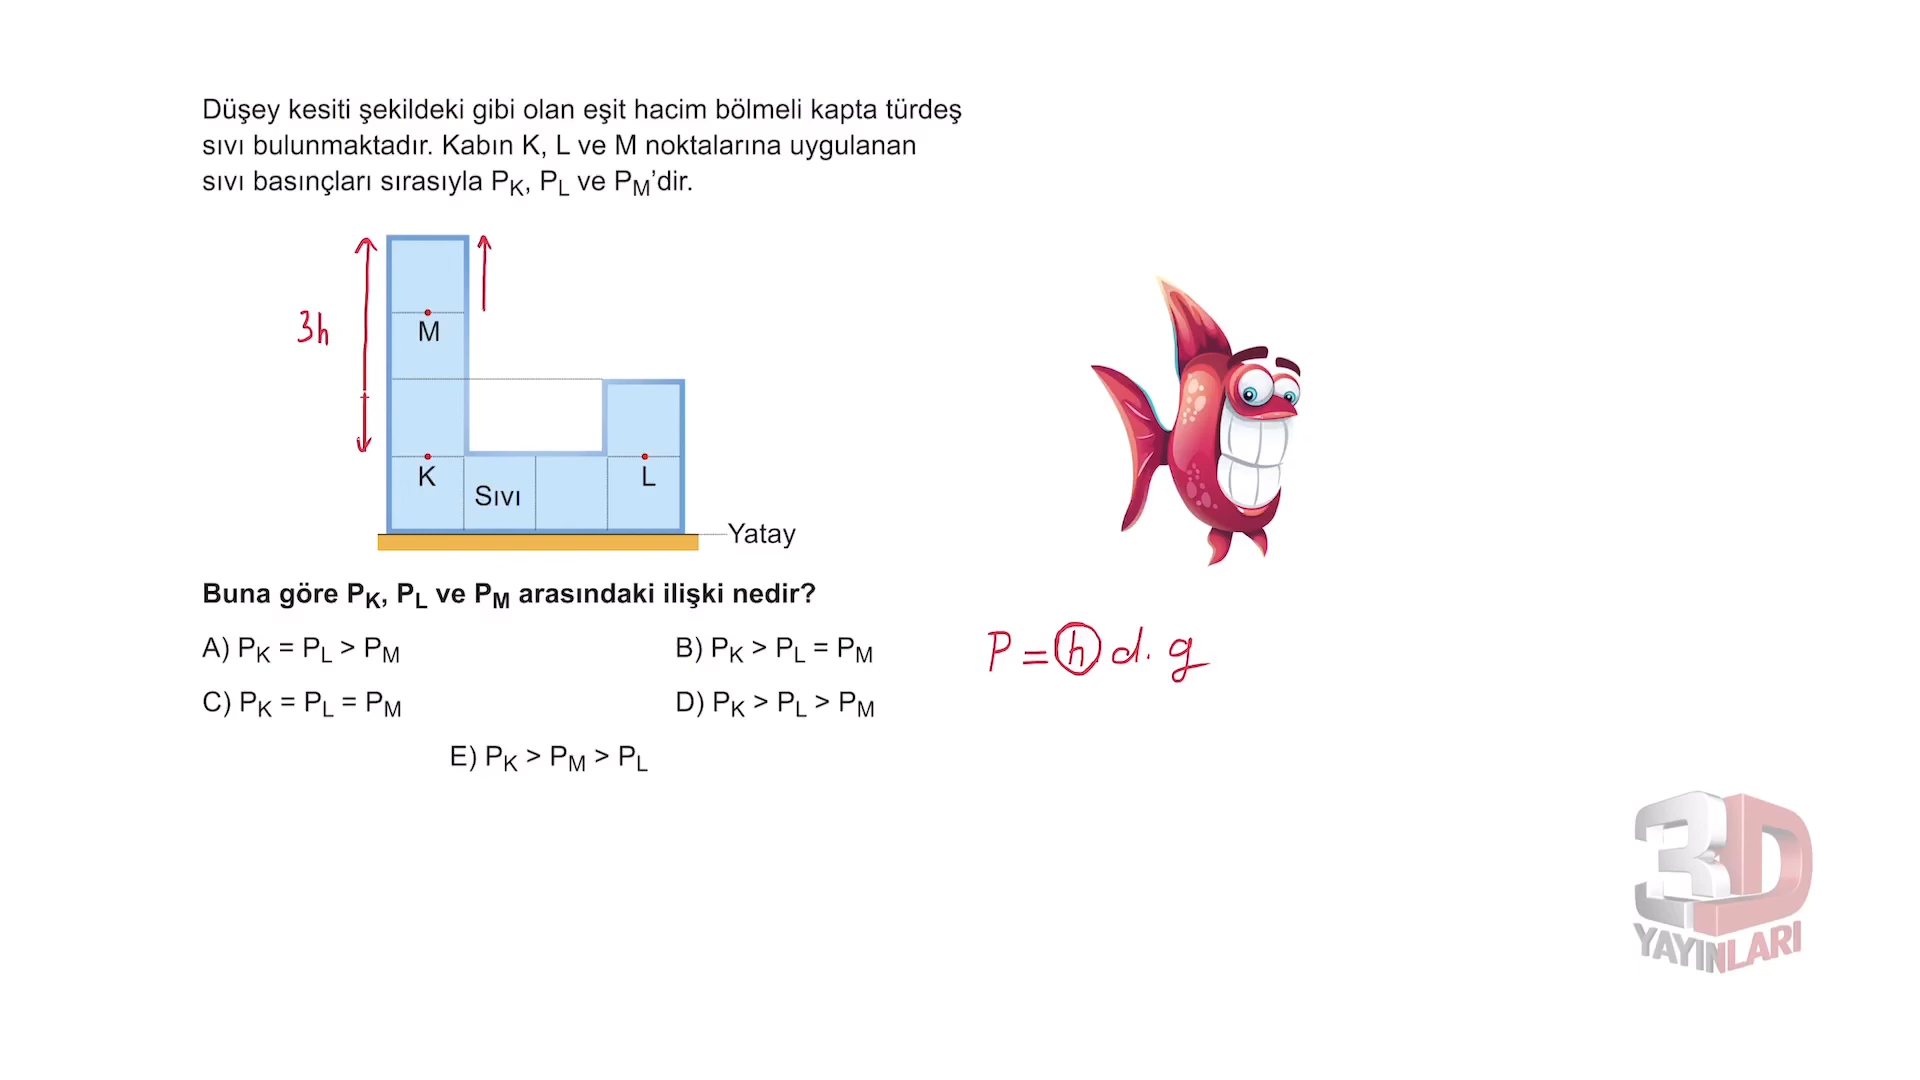 Düşey kesiti şekildeki gibi olan eşit hacim bölmeli kapta türdeş
sıvı bulunmaktadır. Kabın K, L ve M noktalarına uygulanan
sıvı basınçları sırasıyla PK, PL ve PM'dir.
3h
M
K
Sıvı
L
Yatay
Buna göre PK, PL ve PM arasındaki ilişki nedir?
A) PK = PL > PM
B) PK > PL = PM
C) PK = PL = PM
D) PK > PL > PM
E) PK > PM > PL
P = h d. g
3D
YAYINLARI